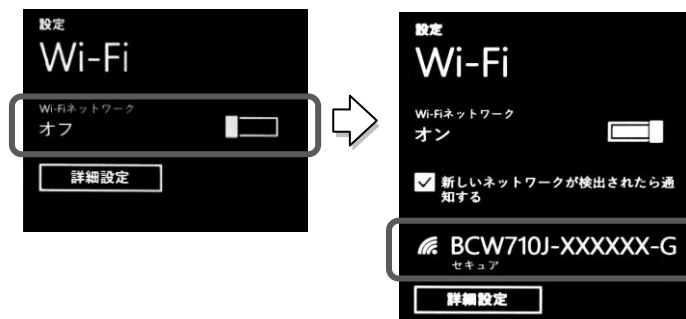 設定
Wi-Fi
Wi-Fiネットワーク
オフ
詳細設定
設定
Wi-Fi
Wi-Fiネットワーク
オン
新しいネットワークが検出されたら通
知する
BCW710J-XXXXXX-G
セキュア
詳細設定